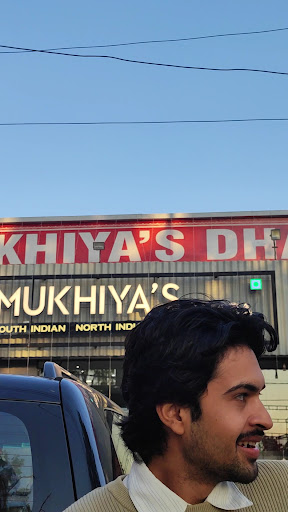 KHIYA'S DHA
MUKHIYA'S
OUTH INDIAN NORTH INDI